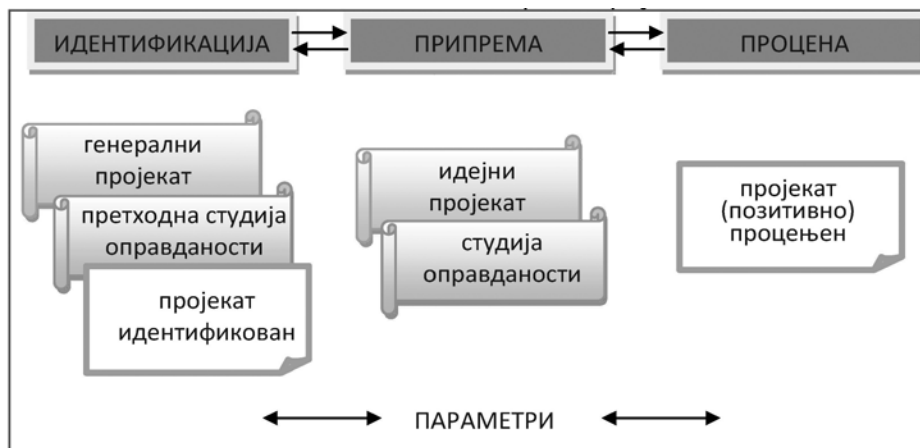 ИДЕНТИФИКАЦИЈА
ПРИПРЕМА
ПРОЦЕНА
генерални
пројекат
претходна студија
оправданости
пројекат
идентификован
идејни
пројекат
студија
оправданости
пројекат
(позитивно)
процењен
ПАРАМЕТРИ